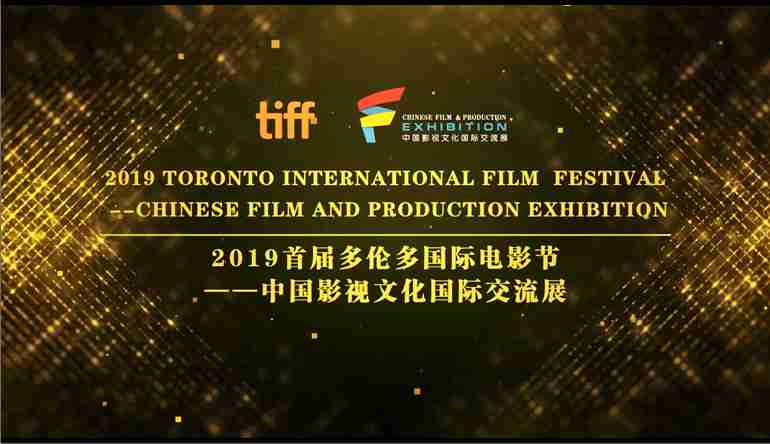 tiff
CHINESE FILM & PRODUCTION
EXHIBITION
中国影视文化国际交流展
2019 TORONTO INTERNATIONAL FILM FESTIVAL
--CHINESE FILM AND PRODUCTION EXHIBITION
2019首届多伦多国际电影节
——中国影视文化国际交流展